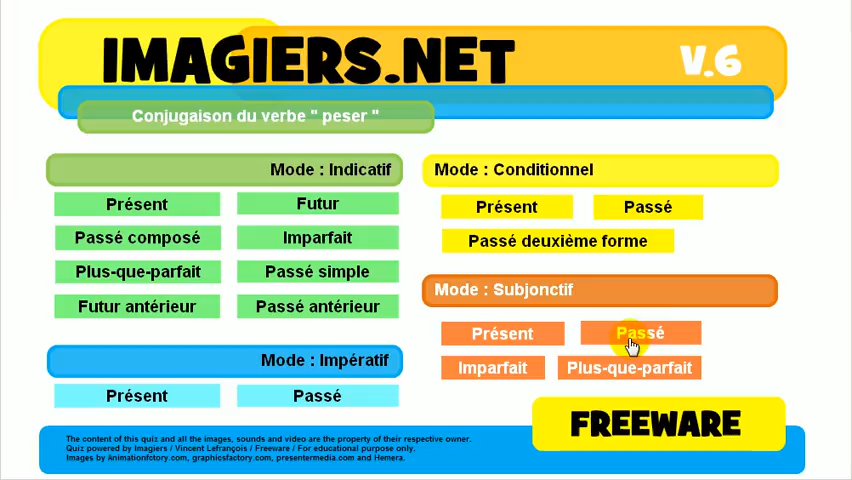 IMAGIERS.NET
V.6
Conjugaison du verbe " peser "
Mode : Indicatif
Présent
Futur
Passé composé
Imparfait
Plus-que-parfait
Passé simple
Futur antérieur
Passé antérieur
Mode : Impératif
Présent
Passé
Mode : Conditionnel
Présent
Passé
Passé deuxième forme
Mode : Subjonctif
Présent
Passé
Imparfait
Plus-que-parfait
FREEWARE
The content of this quiz and all the images, sounds and video are the property of their respective owner.
Quiz powered by Imagiers / Vincent Lefrançois / Freeware / For educational purpose only.
Images by Animationfctory.com, graphicsfactory.com, presentermedia.com and Hemera.